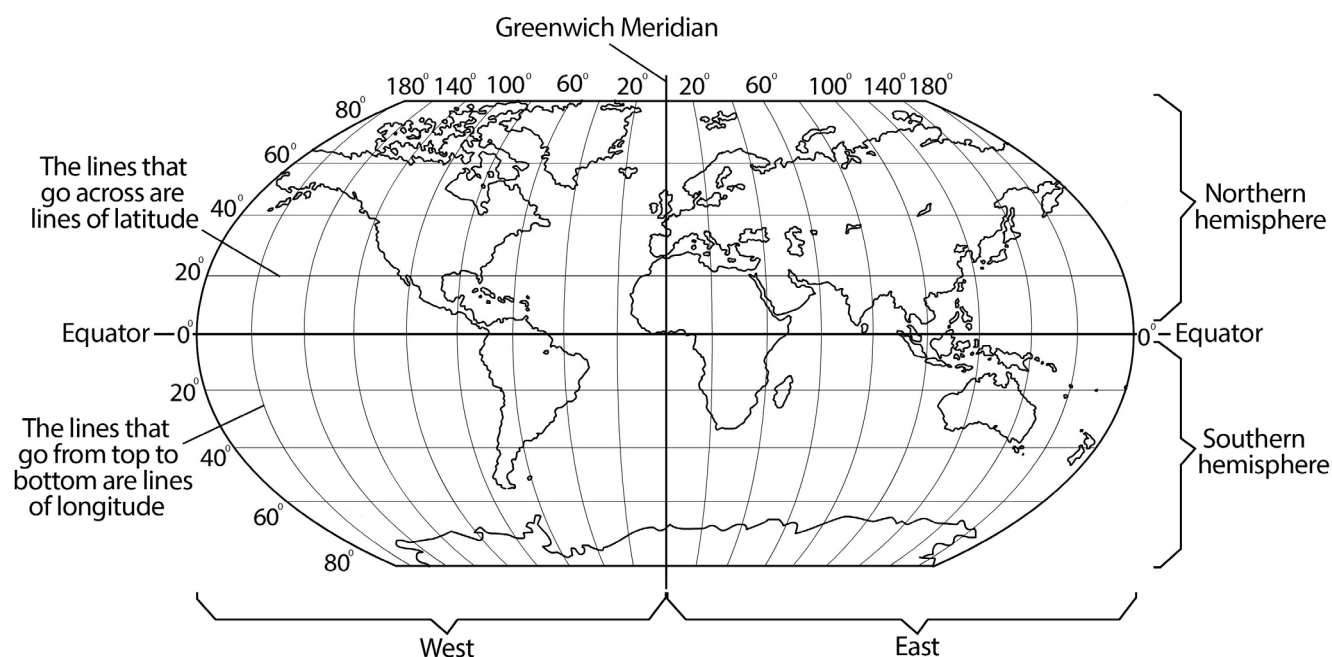 Greenwich Meridian
180° 140° 100° 60° 20° 20° 60° 100° 140° 180°
80°
60°
The lines that
go across are
lines of latitude
40°
20°
Northern
hemisphere
Equator 0°
0° Equator
20°
The lines that
go from top to
bottom are lines
of longitude
40°
60°
80°
Southern
hemisphere
West
East